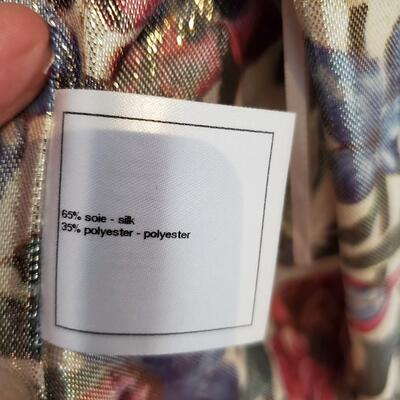 65% soie - silk
35% polyester - polyester